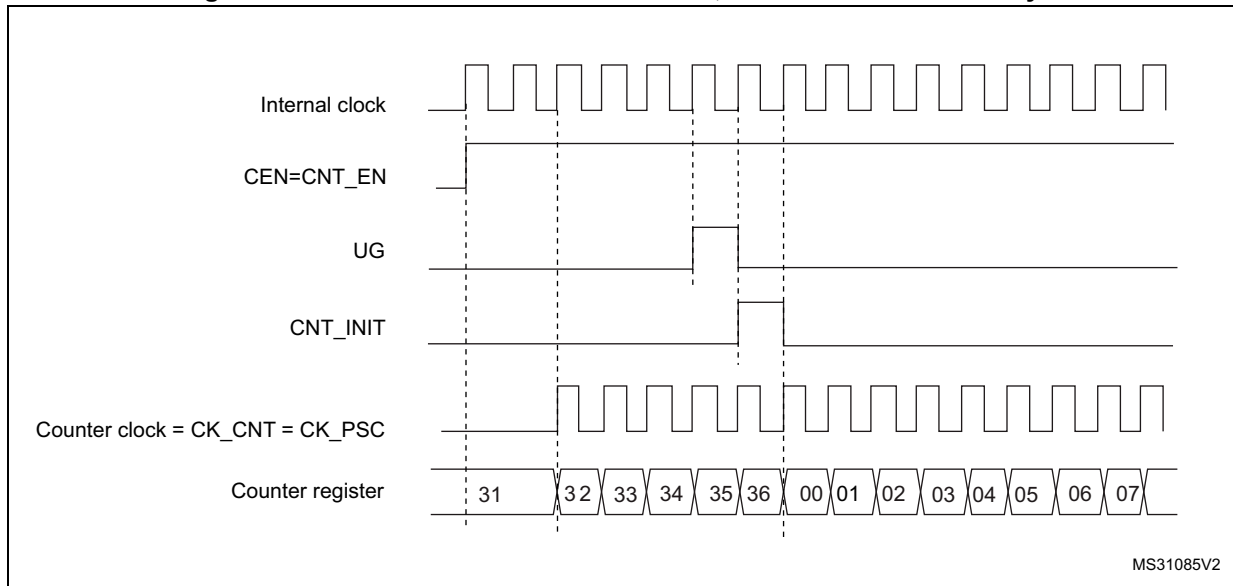 Internal clock
CEN=CNT_EN
UG
CNT_INIT
Counter clock = CK_CNT = CK_PSC
Counter register 31 32 33 34 35 36 00 01 02 03 04 05 06 07
MS31085V2